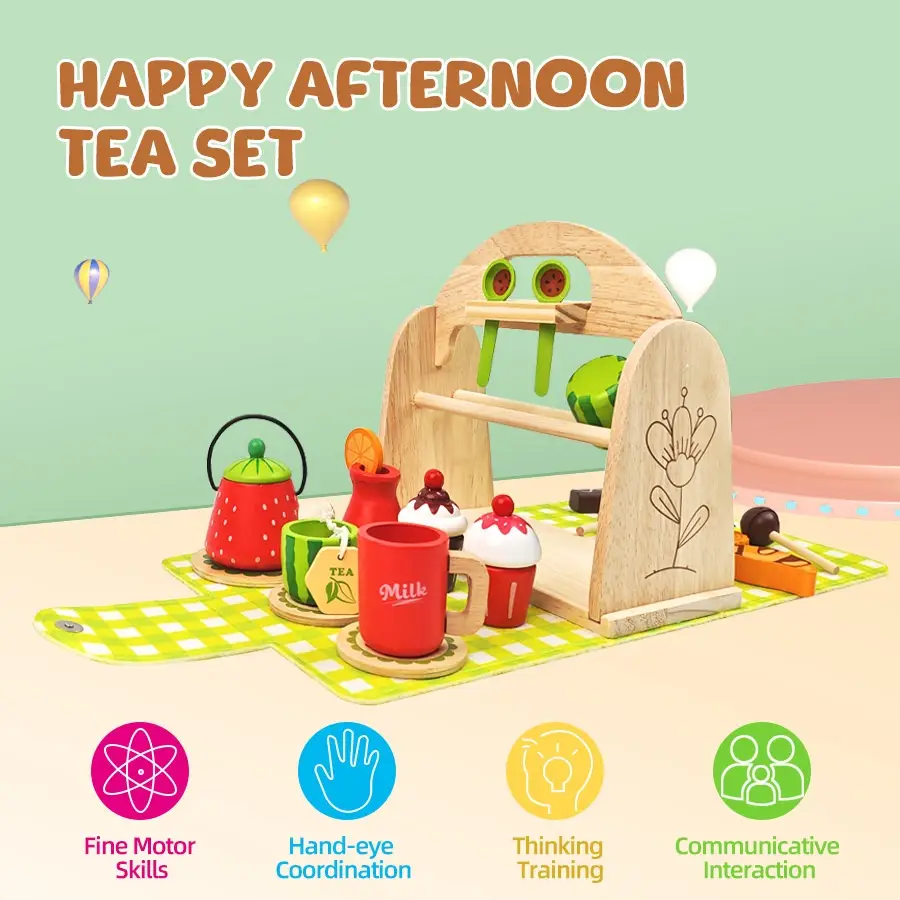 HAPPY AFTERNOON
TEA SET
TEA
Milk
Fine Motor
Skills
Hand-eye
Coordination
Thinking
Training
Communicative
Interaction